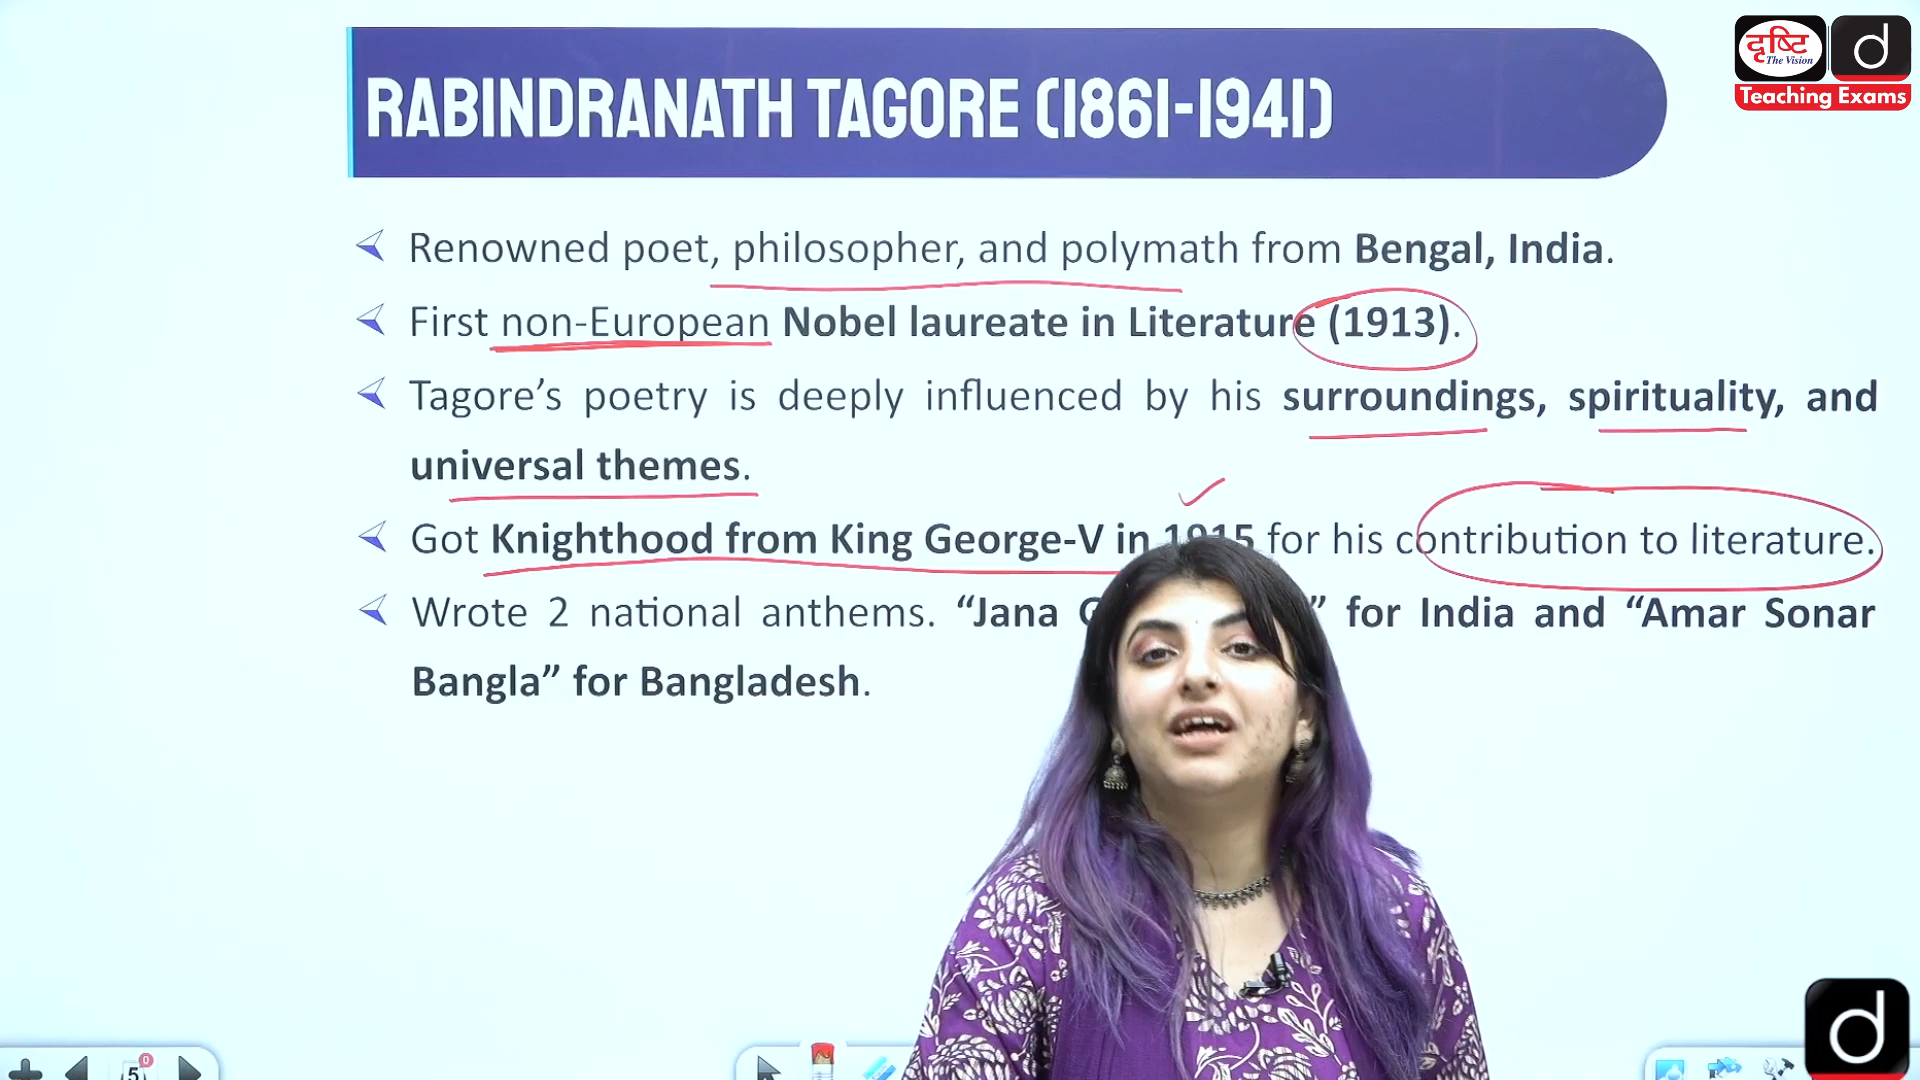 RABINDRANATH TAGORE (1861-1941)
दृष्टि
The Vision
d
Teaching Exams
Renowned poet, philosopher, and polymath from Bengal, India.
First non-European Nobel laureate in Literature (1913).
Tagore’s poetry is deeply influenced by his surroundings, spirituality, and
universal themes.
Got Knighthood from King George-V in 1915 for his contribution to literature.
Wrote 2 national anthems. “Jana ” for India and “Amar Sonar
Bangla” for Bangladesh.
5
0
d